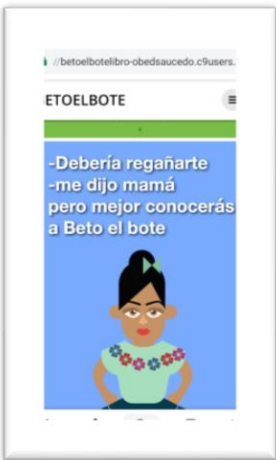 //betoelbotelibro-obedsaucedo.c9users.
ETOELBOTE
-Debería regañarte
-me dijo mamá
pero mejor conocerás
a Beto el bote